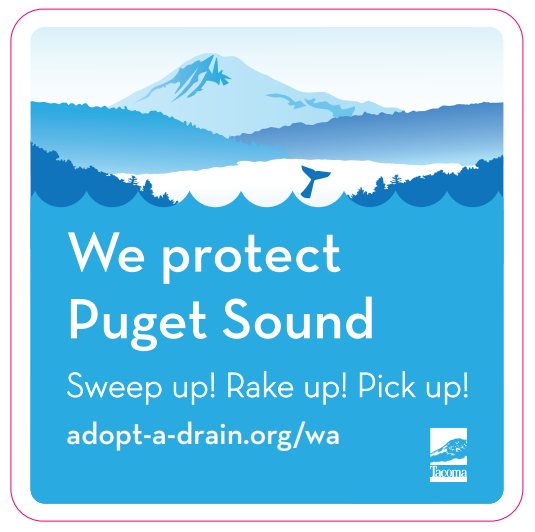 We protect
Puget Sound
Sweep up! Rake up! Pick up!
adopt-a-drain.org/wa
Tacoma